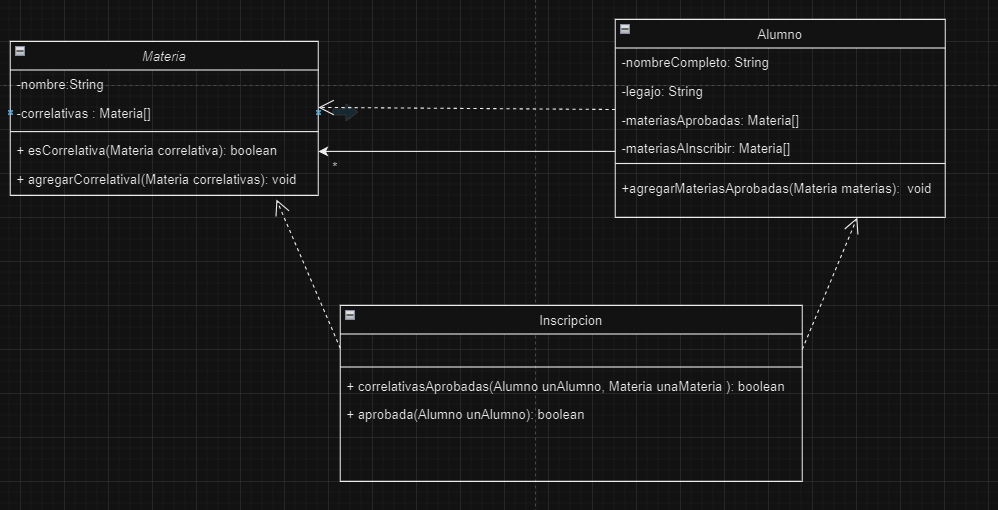 Materia
-nombre:String
-correlativas : Materia[]
+ esCorrelativa(Materia correlativa): boolean
+ agregarCorrelatival(Materia correlativas): void
*
Alumno
-nombreCompleto: String
-legajo: String
-materiasAprobadas: Materia[]
-materiasAInscribir: Materia[]
+agregarMateriasAprobadas(Materia materias): void
Inscripcion
+ correlativasAprobadas(Alumno unAlumno, Materia unaMateria ): boolean
+ aprobada(Alumno unAlumno): boolean